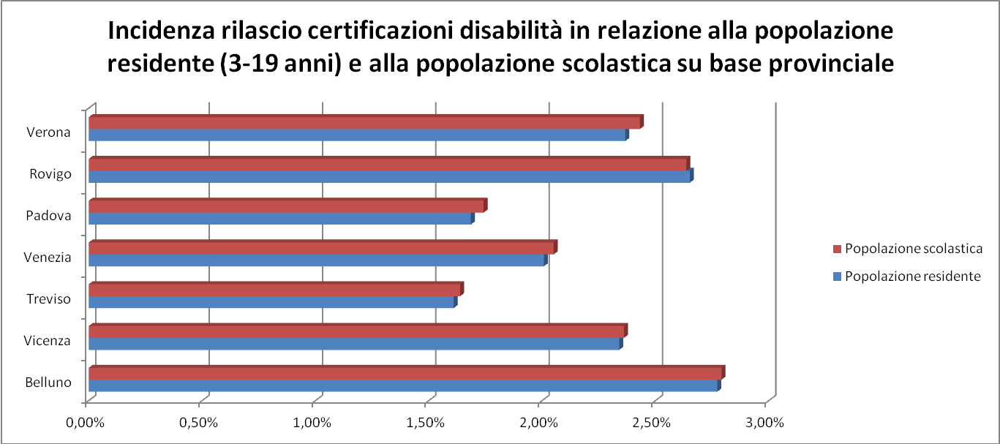 Incidenza rilascio certificazioni disabilità in relazione alla popolazione
residente (3-19 anni) e alla popolazione scolastica su base provinciale
Verona
Rovigo
Padova
Venezia
Treviso
Vicenza
Belluno
0,00% 0,50% 1,00% 1,50% 2,00% 2,50% 3,00%
Popolazione scolastica
Popolazione residente